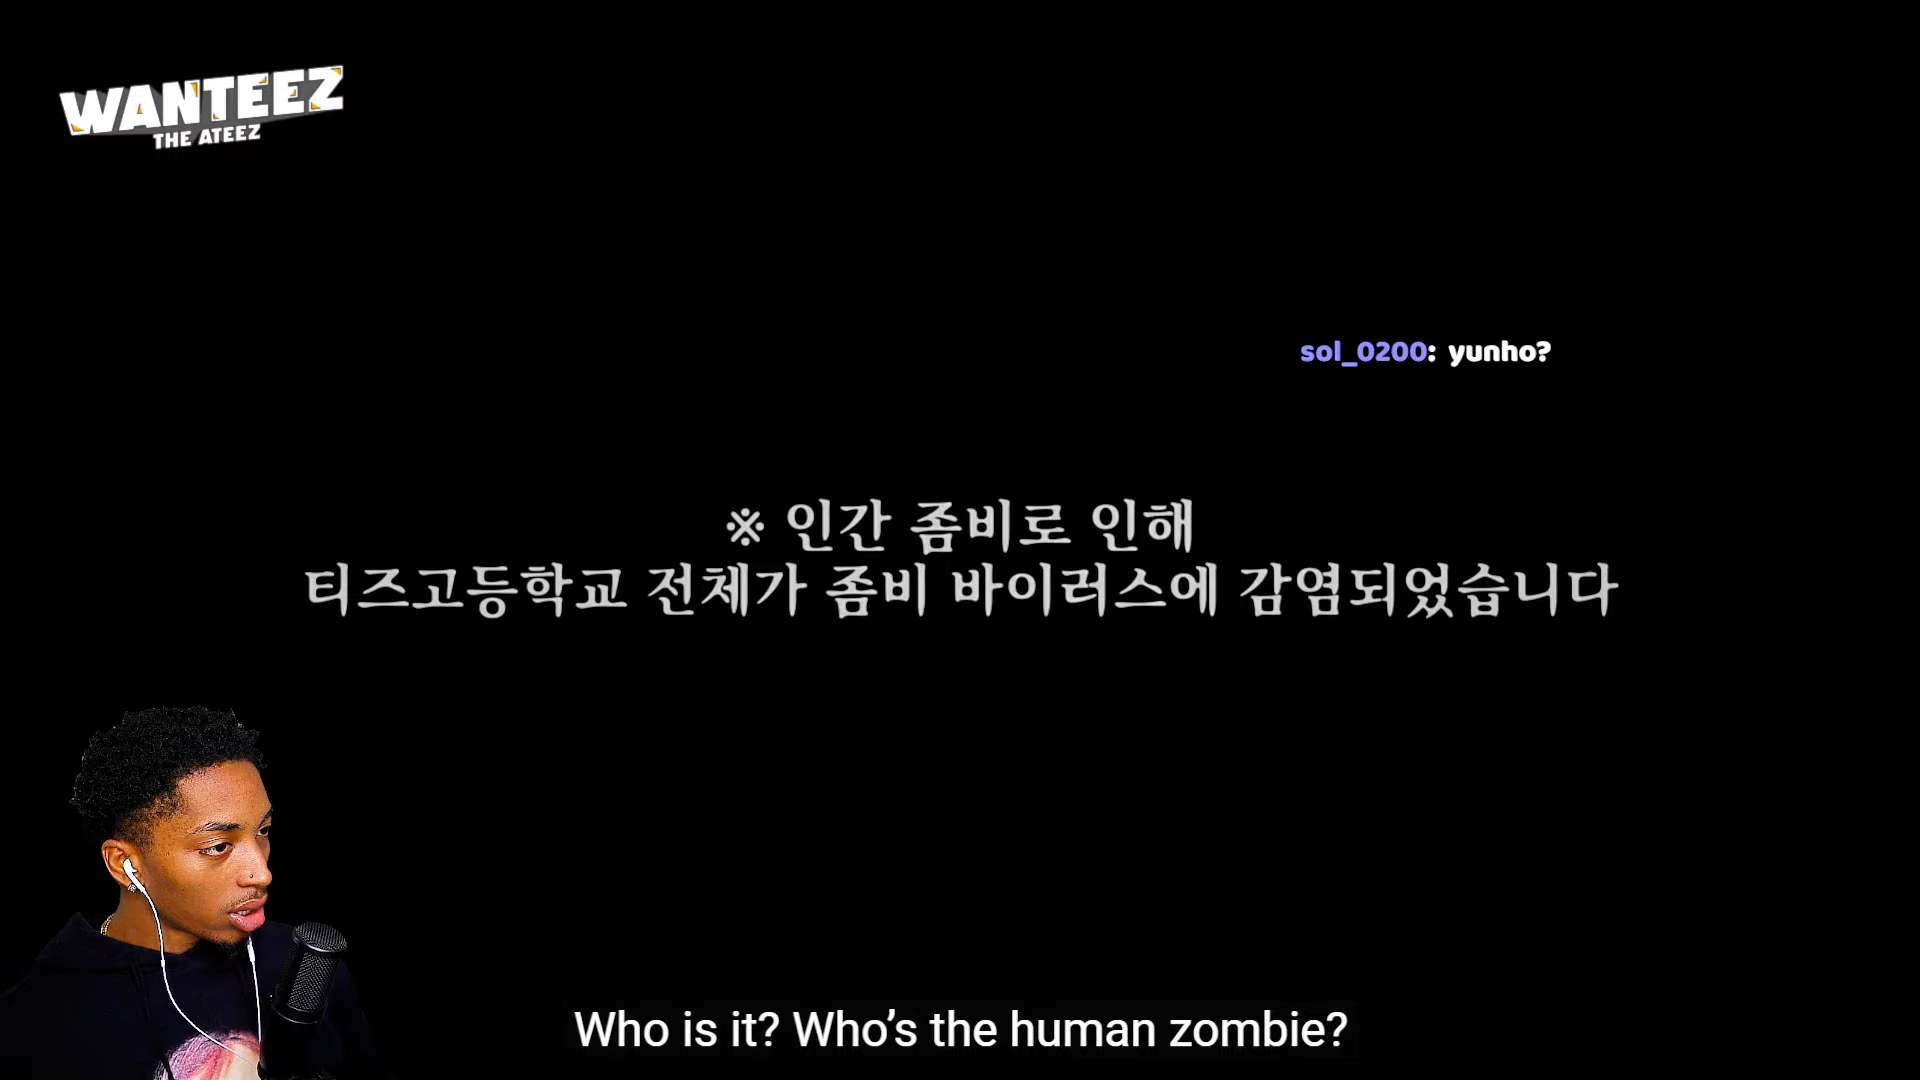 WANTEEZ
THE ATEEZ
sol_0200: yunho?
※ 인간 좀비로 인해
티즈고등학교 전체가 좀비 바이러스에 감염되었습니다
Who is it? Who’s the human zombie?